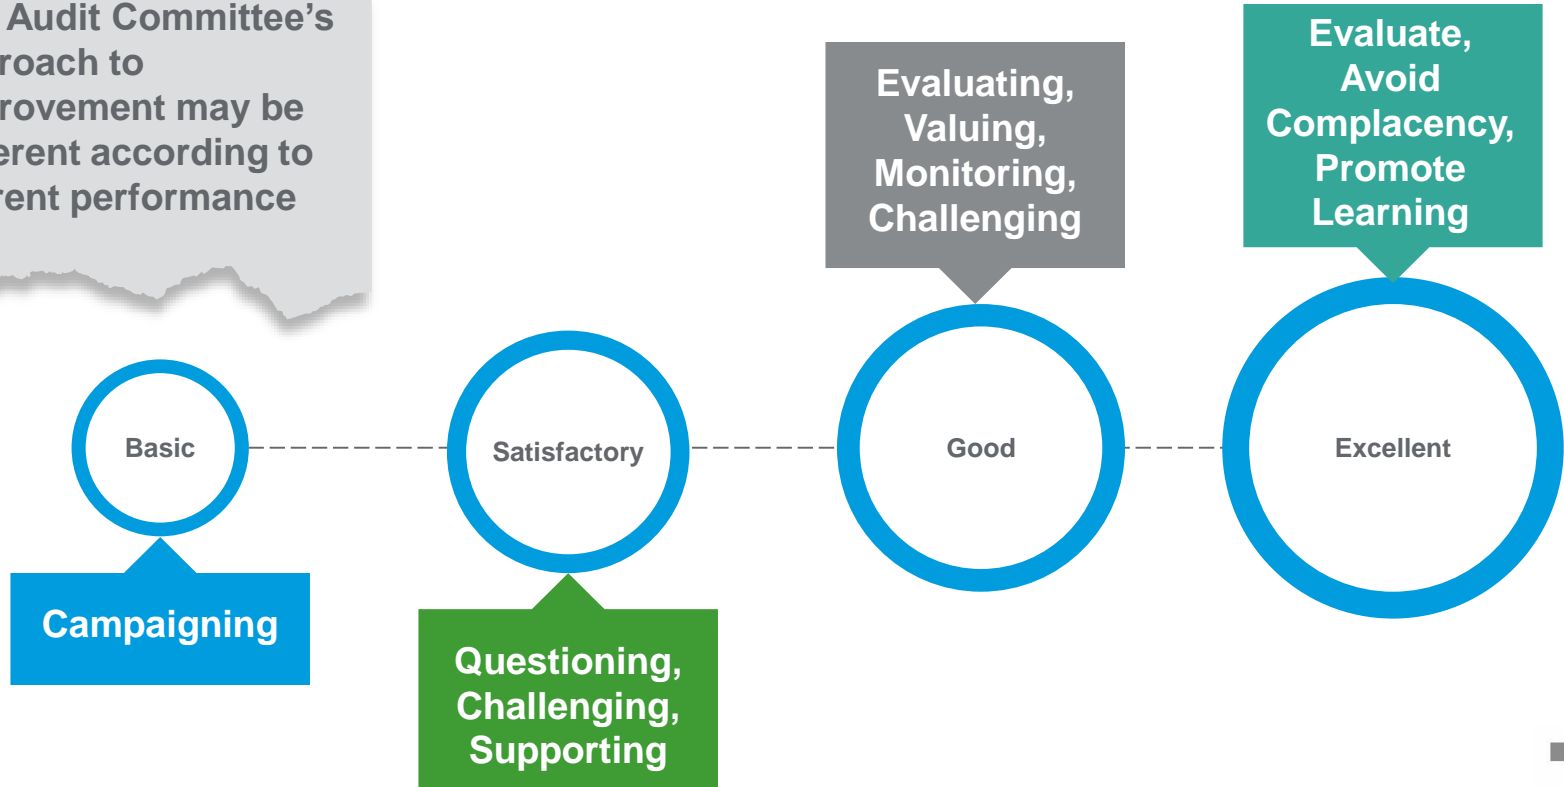 Audit Committee's
roach to
rovement may be
erent according to
rent performance
Evaluating,
Valuing,
Monitoring,
Challenging
Evaluate,
Avoid
Complacency,
Promote
Learning
Basic
Satisfactory
Good
Excellent
Campaigning
Questioning,
Challenging,
Supporting